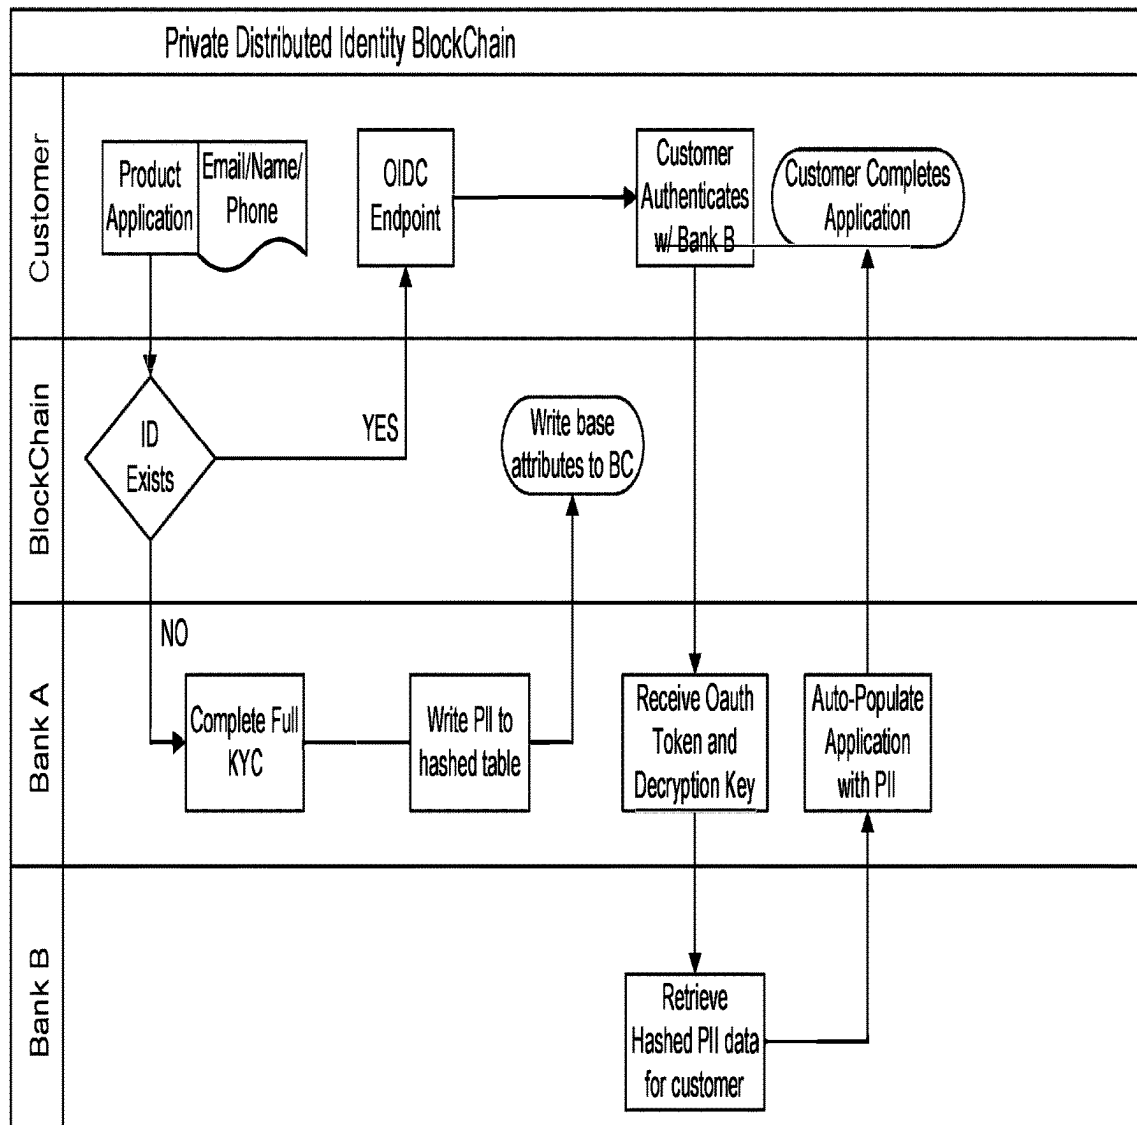 Private Distributed Identity BlockChain
Customer
Product
Application
Email/Name/
Phone
OIDC
Endpoint
Customer
Authenticates
w/ Bank B
Customer Completes
Application
BlockChain
ID
Exists
YES
Write base
attributes to BC
Bank A
NO
Complete Full
KYC
Write PII to
hashed table
Receive Oauth
Token and
Decryption Key
Auto-Populate
Application
with PII
Bank B
Retrieve
Hashed PII data
for customer